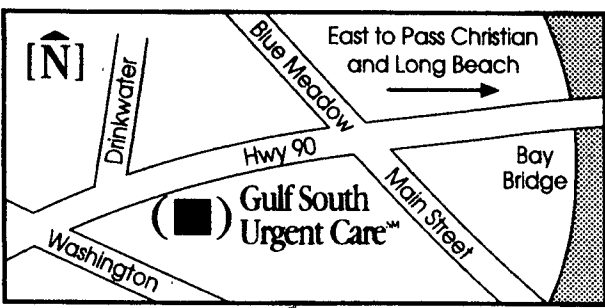 [N]
Drinkwater
Blue Meadow
East to Pass Christian
and Long Beach
Hwy 90
Bay
Bridge
Main Street
Gulf South
Urgent Care℠
Washington